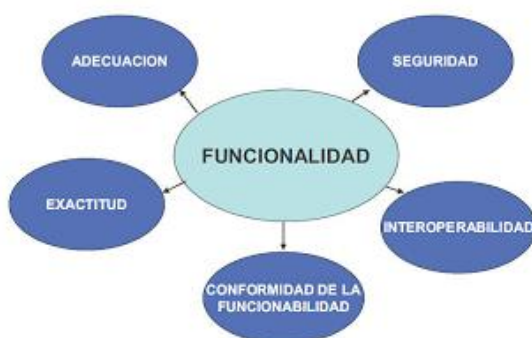 ADECUACION
SEGURIDAD
FUNCIONALIDAD
EXACTITUD
INTEROPERABILIDAD
CONFORMIDAD DE LA
FUNCIONABILIDAD